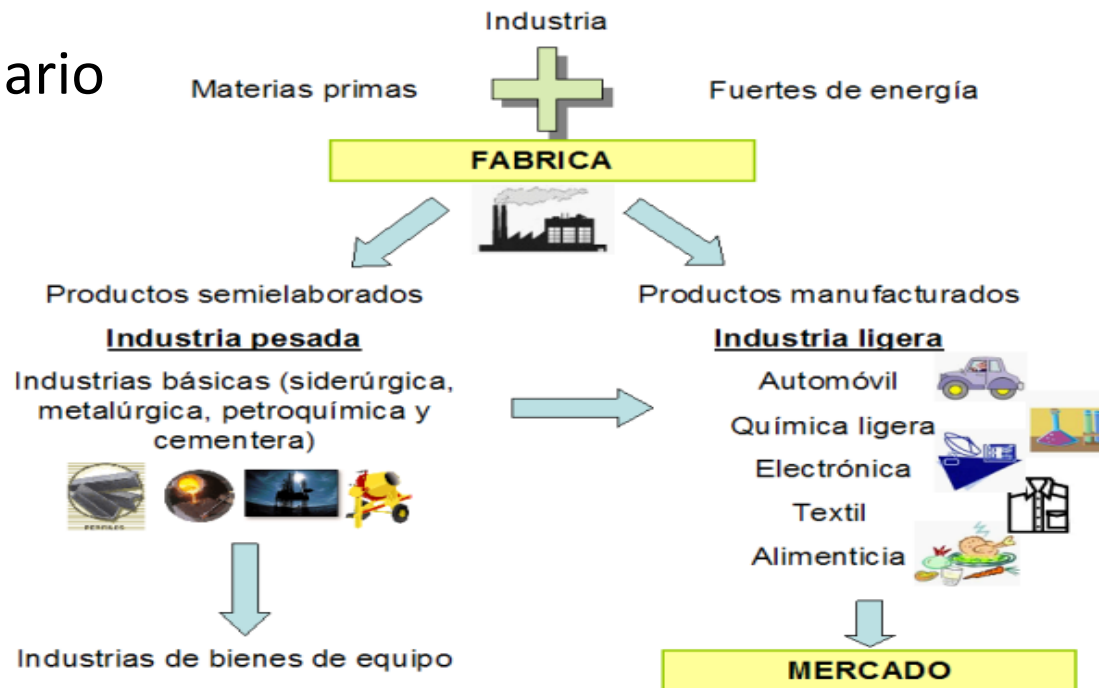 Industria
ario
Materias primas
Fuertes de energía
FABRICA
Productos semielaborados
Industria pesada
Industrias básicas (siderúrgica,
metalúrgica, petroquímica y
cementera)
Industrias de bienes de equipo
Productos manufacturados
Industria ligera
Automóvil
Química ligera
Electrónica
Textil
Alimenticia
MERCADO